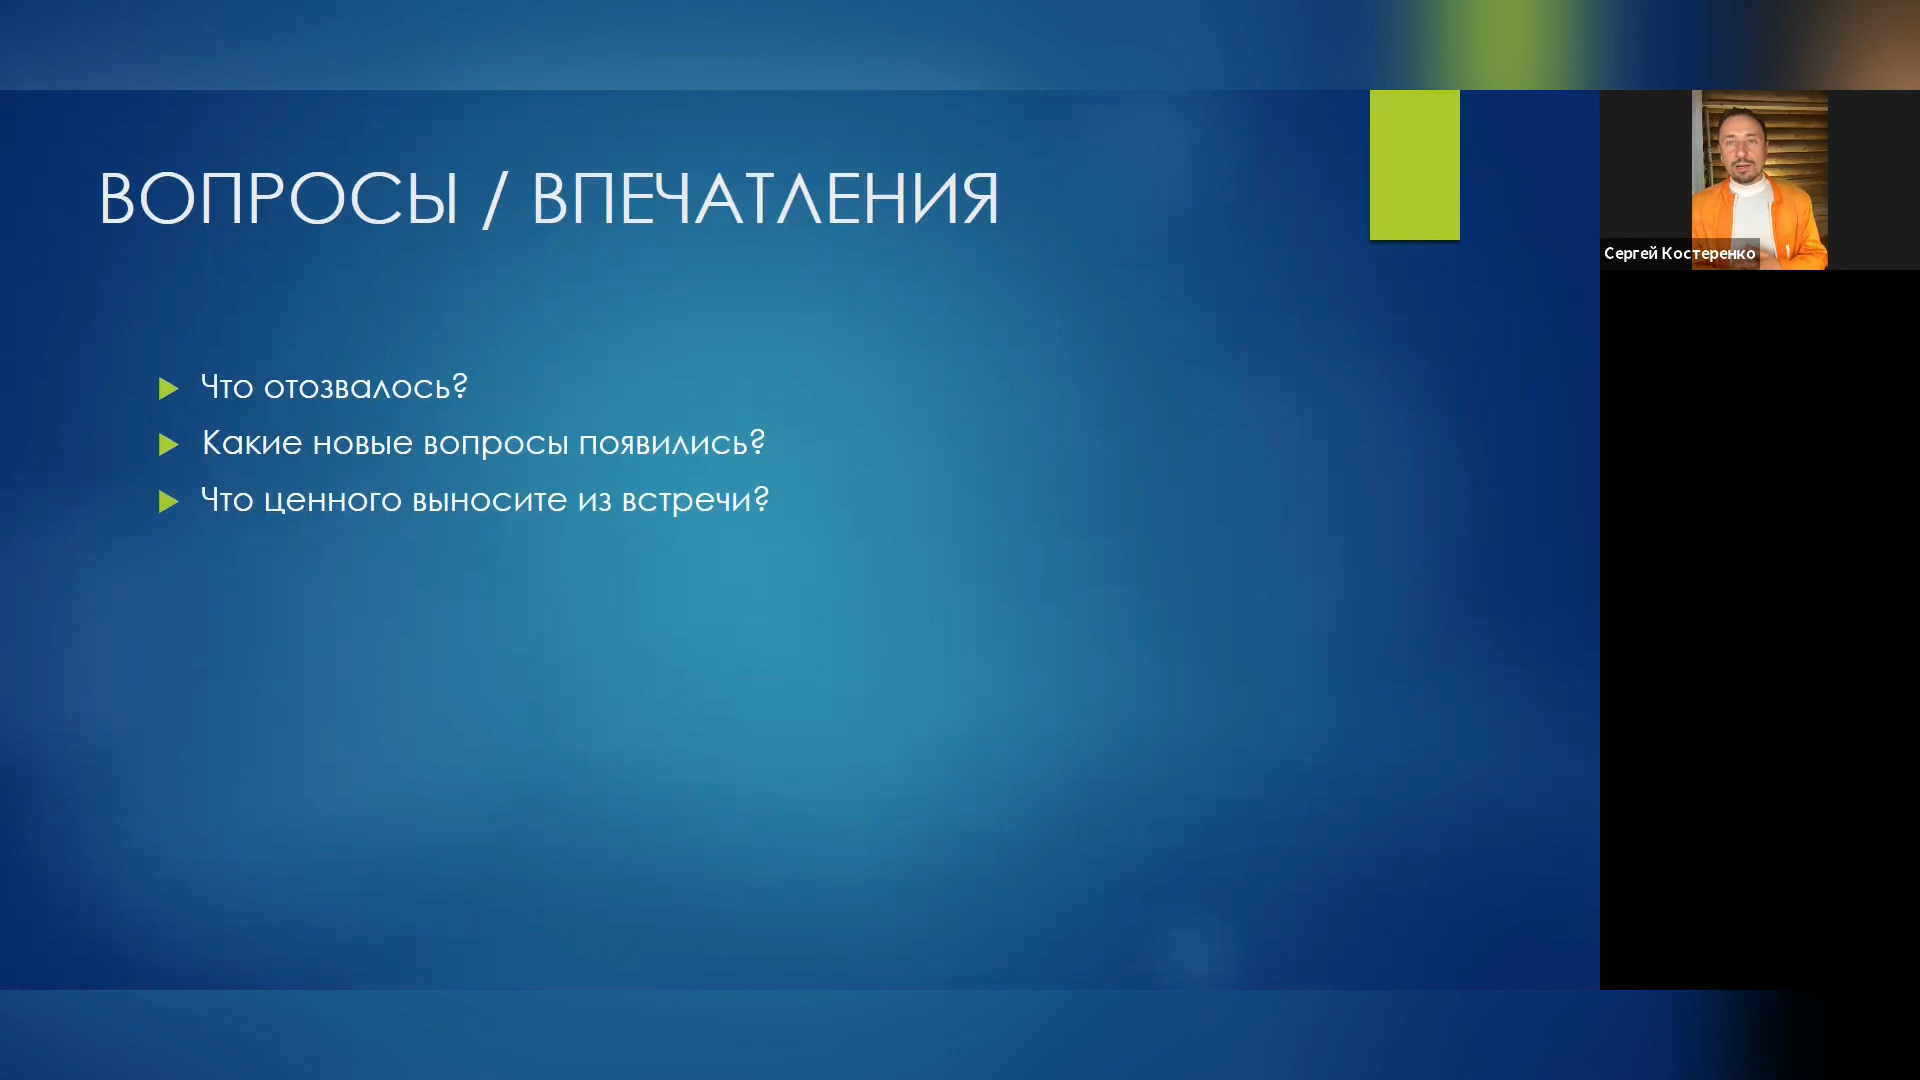 ВОПРОСЫ / ВПЕЧАТЛЕНИЯ
Что отозвалось?
Какие новые вопросы появились?
Что ценного выносите из встречи?
Сергей Костеренко